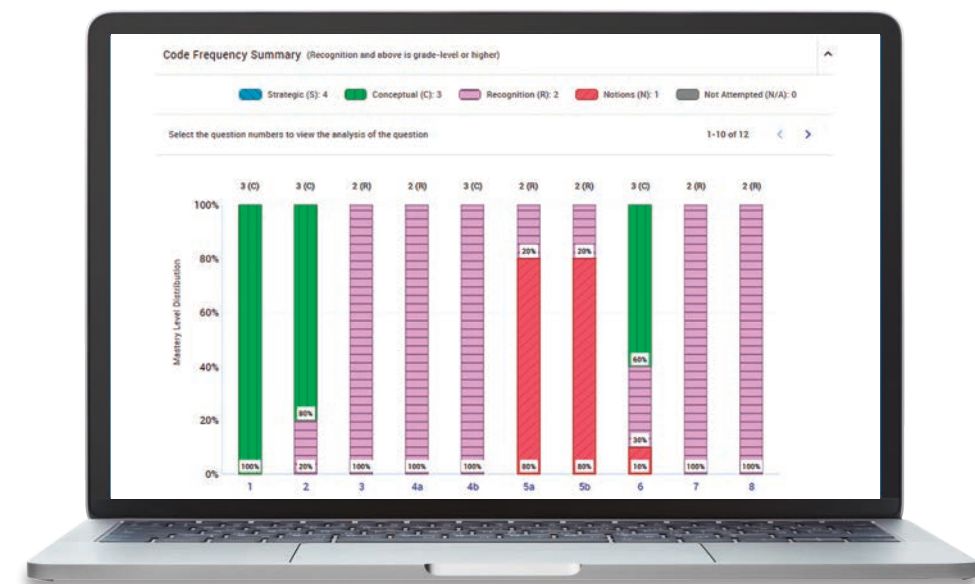 Code Frequency Summary (Recognition and above is grade-level or higher)
Strategic (S): 4 Conceptual (C): 3 Recognition (R): 2 Notions (N): 1 Not Attempted (N/A): 0
Select the question numbers to view the analysis of the question 1-10 of 12
3 (C) 3 (C) 2 (R) 2 (R) 3 (C) 2 (R) 2 (R) 3 (C) 2 (R) 2 (R)
100%
20% 20%
80%
Mastery Level Distribution
60%
60%
40%
80%
20%
30%
0%
100% 20% 100% 100% 100% 80% 80% 10% 100% 100%
1 2 3 4a 4b 5a 5b 6 7 8